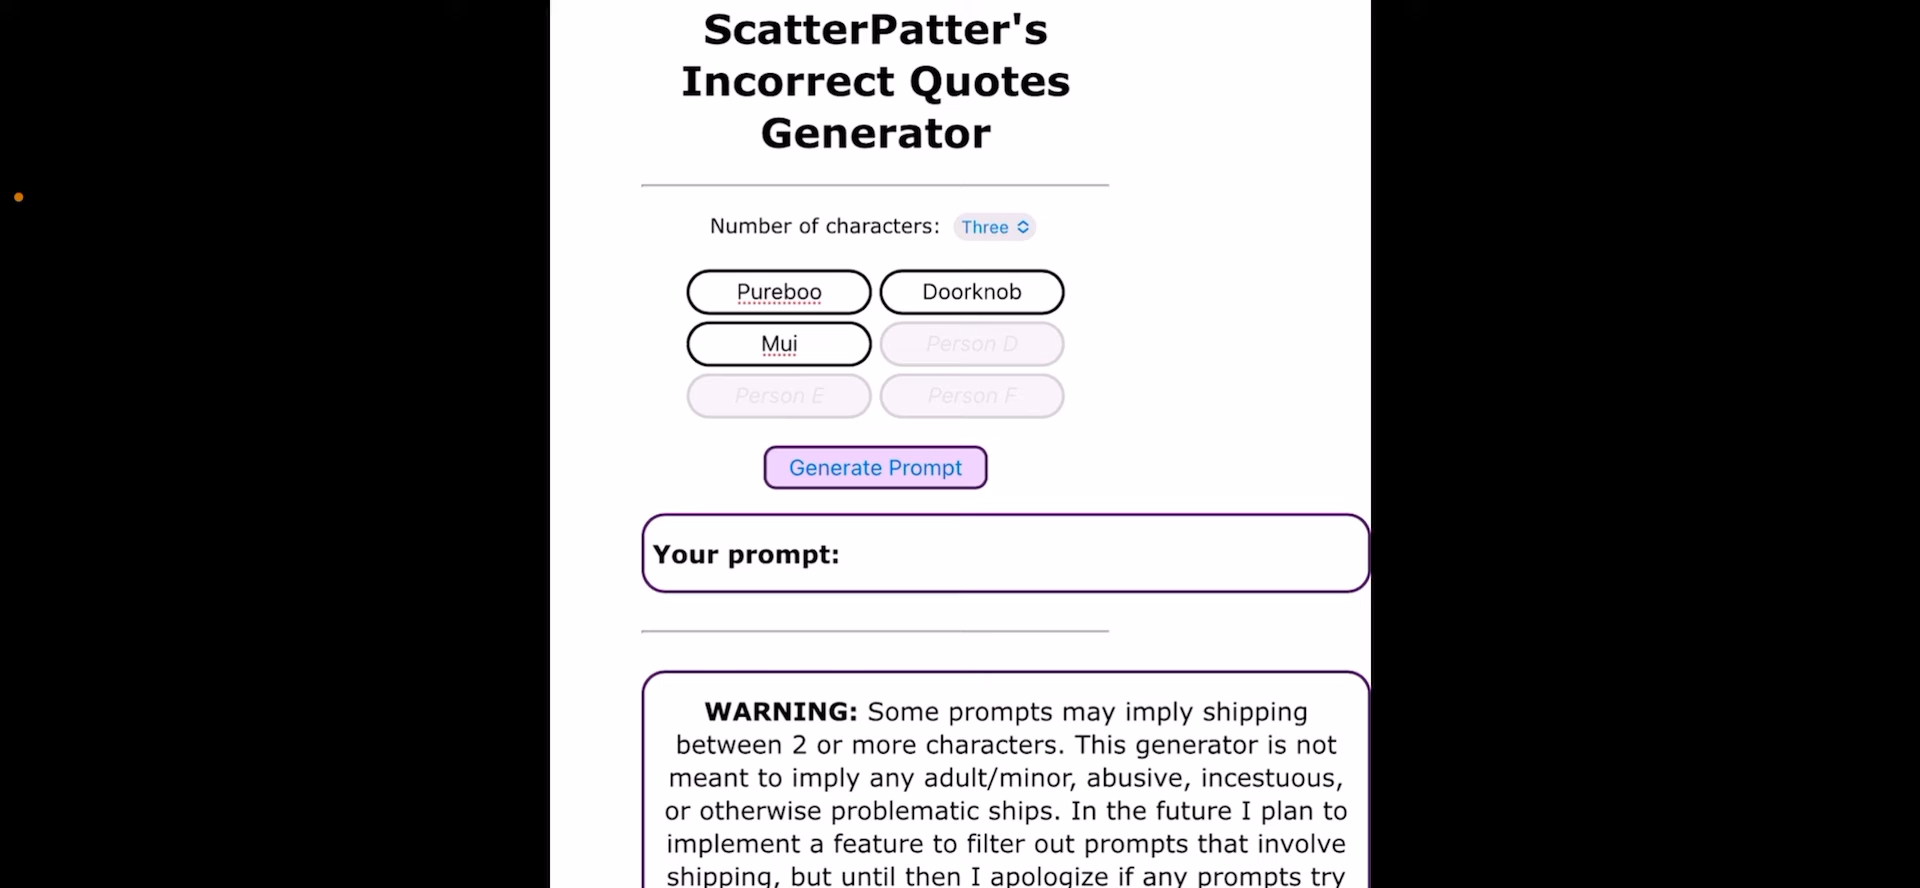 ScatterPatter's
Incorrect Quotes
Generator
Number of characters: Three
Pureboo Doorknob
Mui Person D
Person E Person F
Generate Prompt
Your prompt:
WARNING: Some prompts may imply shipping
between 2 or more characters. This generator is not
meant to imply any adult/minor, abusive, incestuous,
or otherwise problematic ships. In the future I plan to
implement a feature to filter out prompts that involve
shipping, but until then I apologize if any prompts try